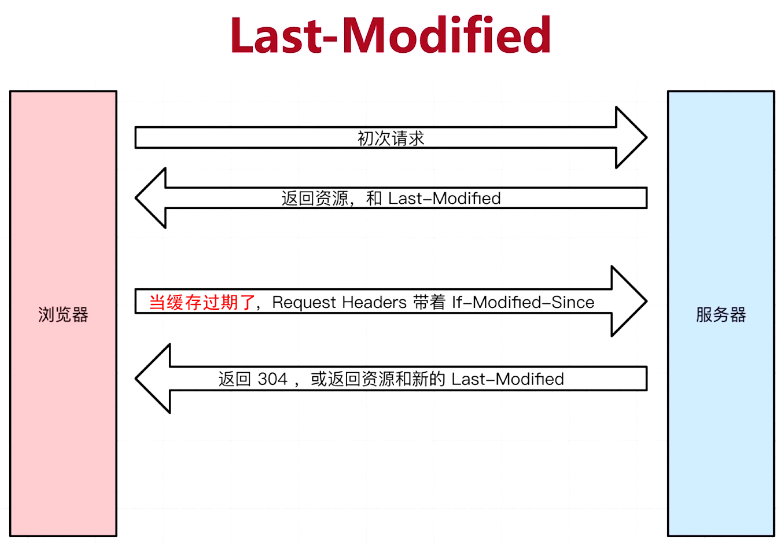 Last-Modified
初次请求
返回资源，和 Last-Modified
当缓存过期了，Request Headers 带着 If-Modified-Since
浏览器
服务器
返回 304 ，或返回资源和新的 Last-Modified